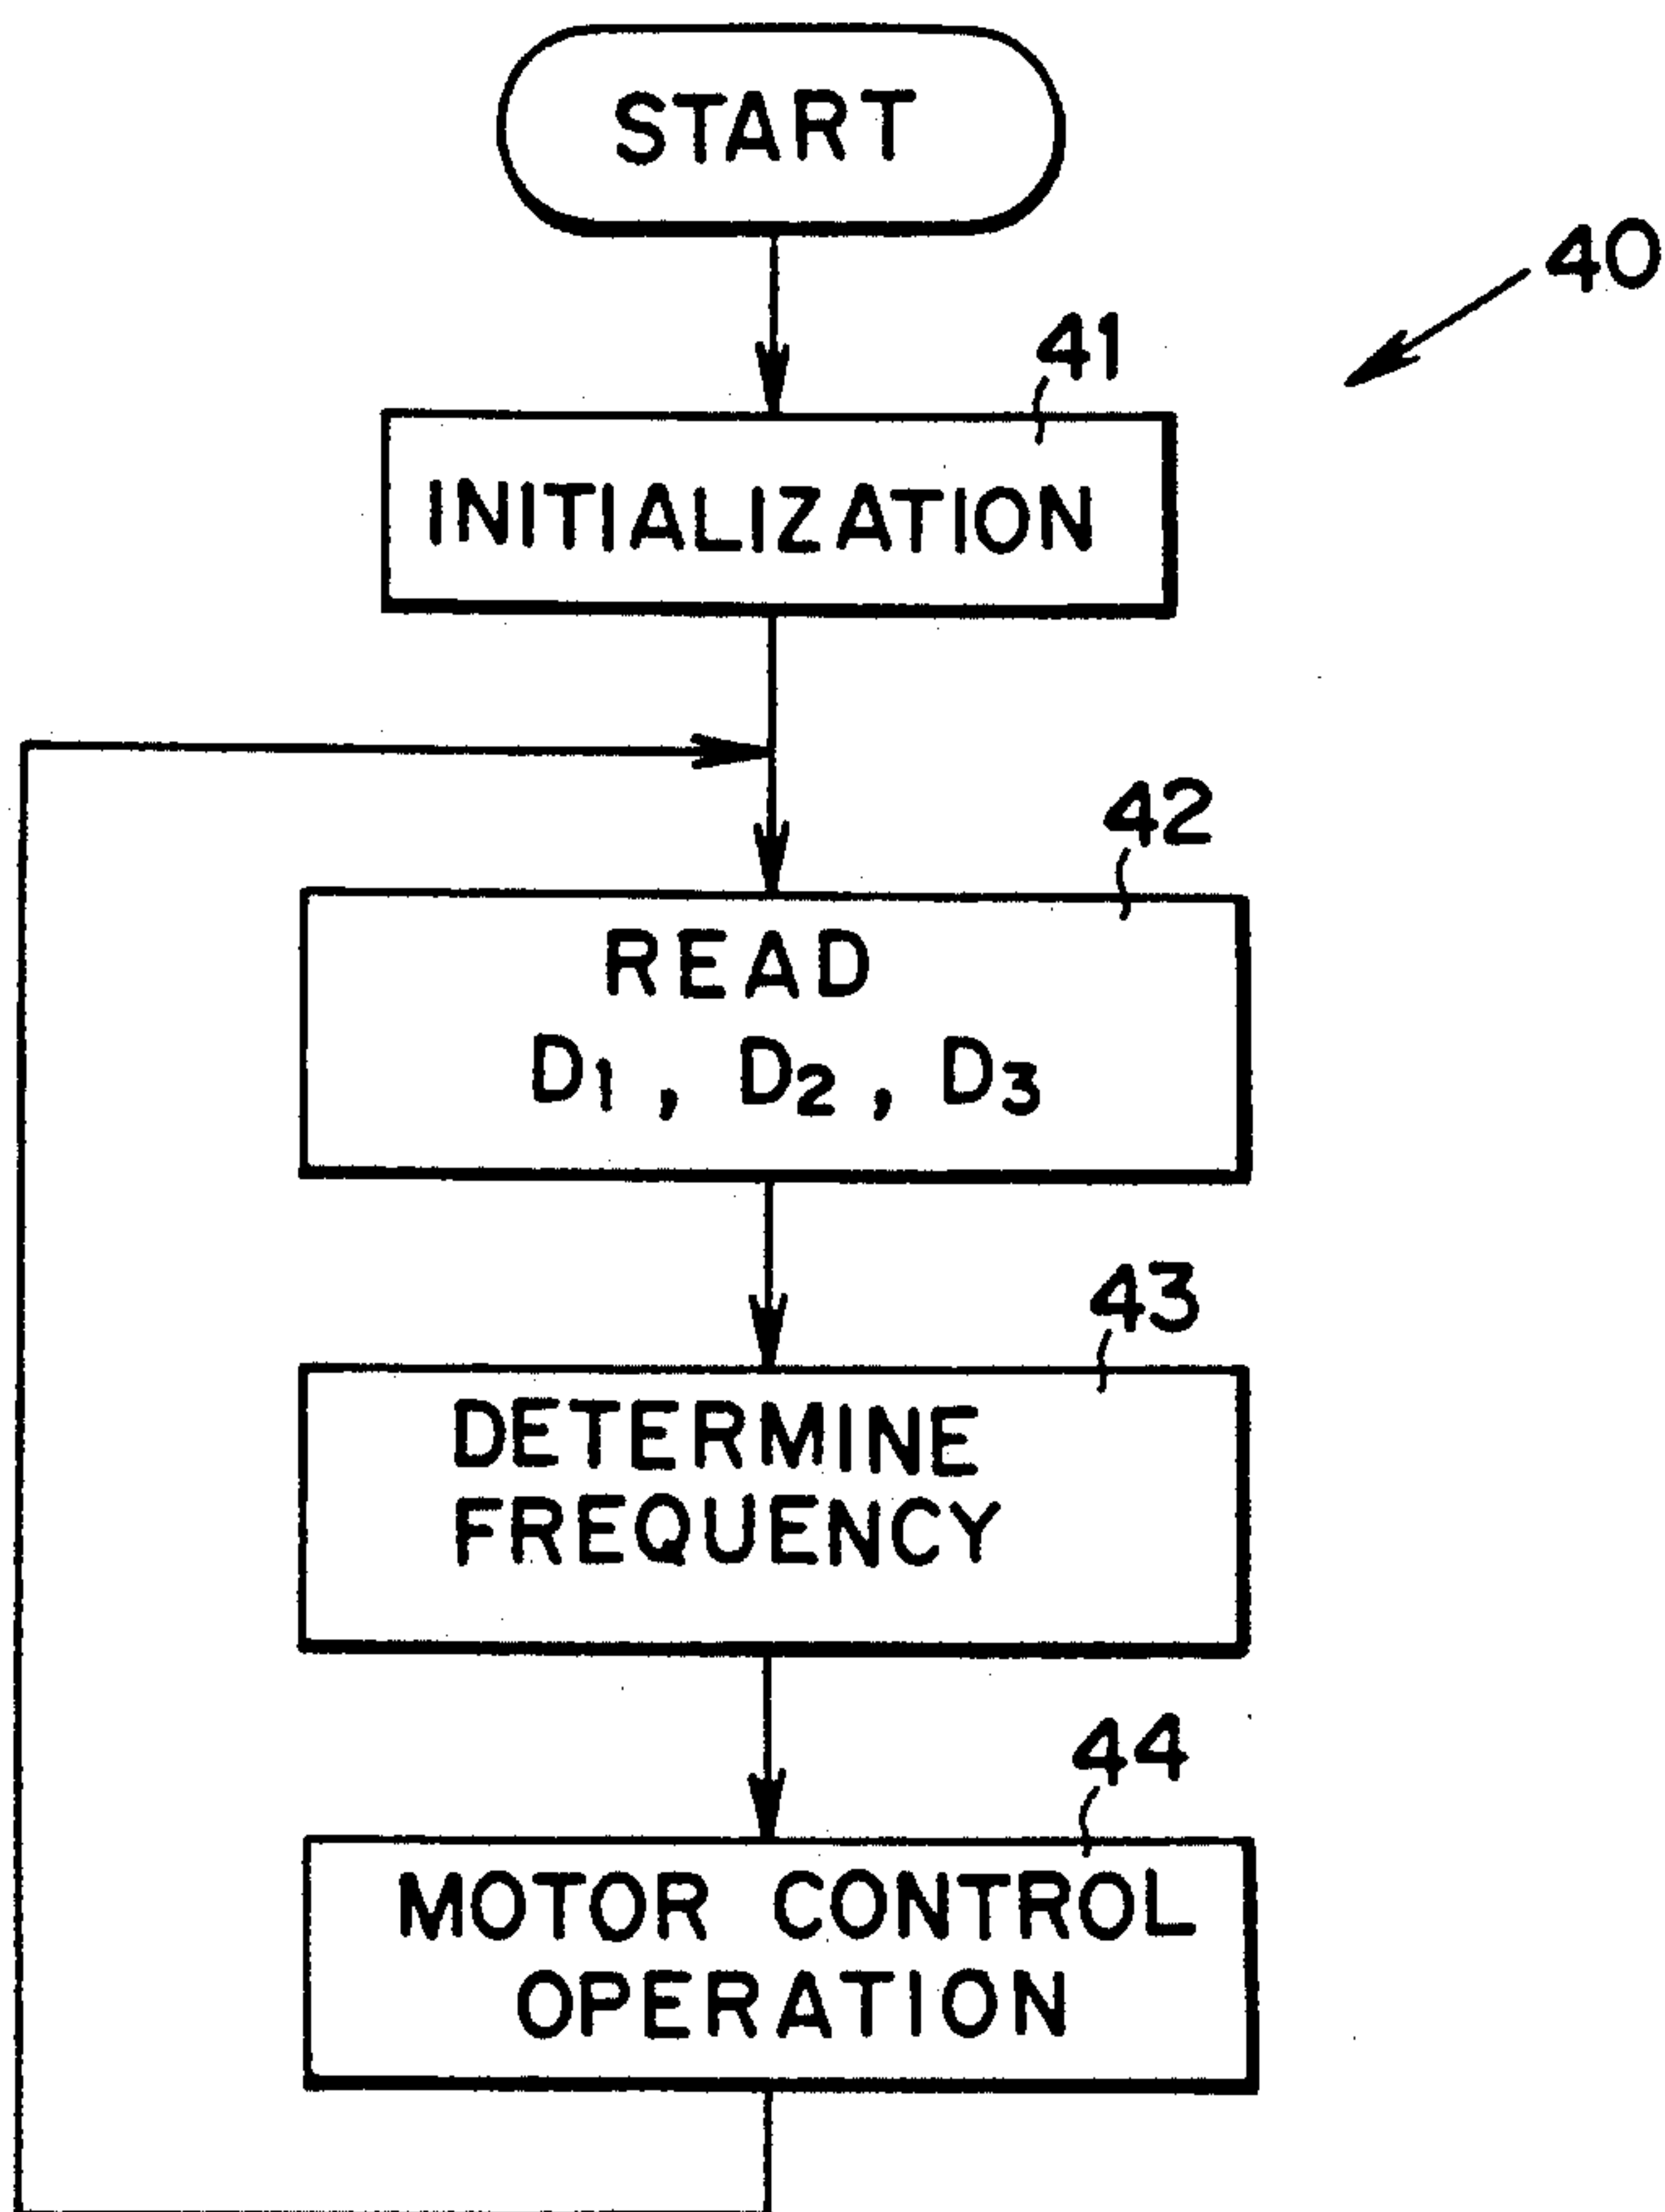 START
40
41
INITIALIZATION
42
READ
D1 , D2 , D3
43
DETERMINE
FREQUENCY
44
MOTOR CONTROL
OPERATION